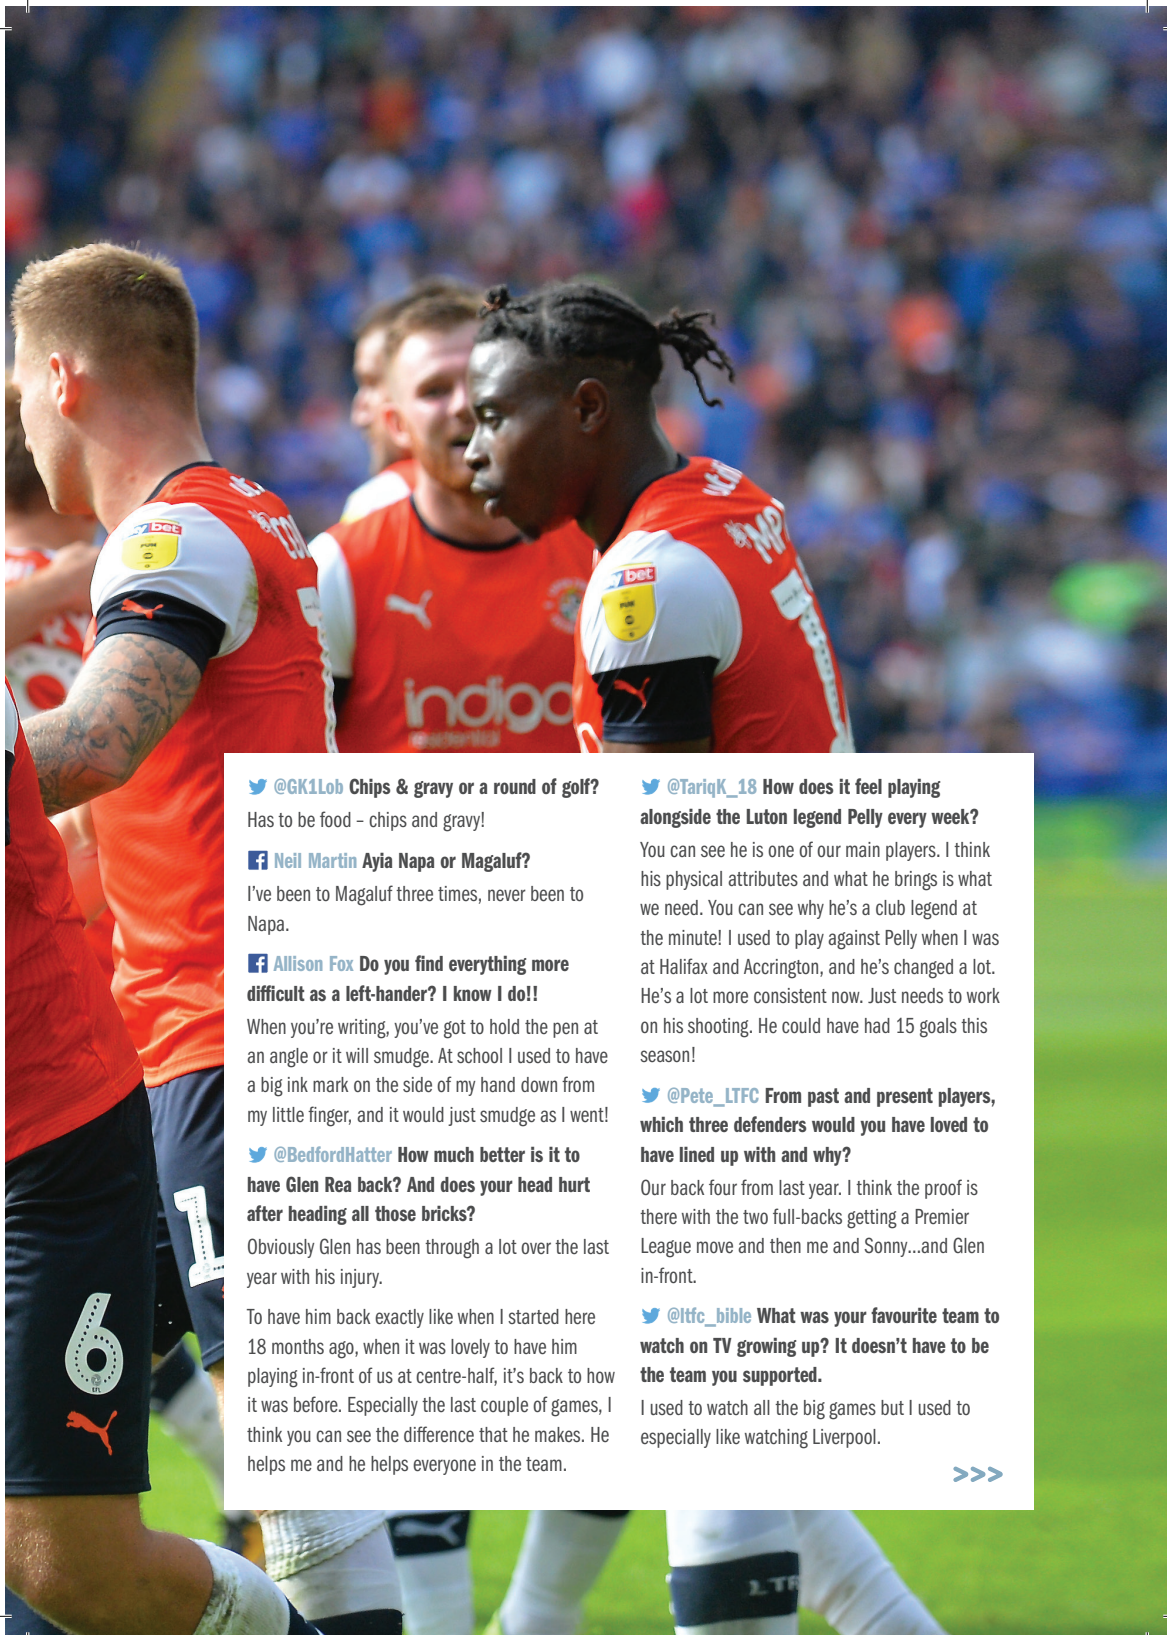 sky bet
indigo
residential
bet
6
EFL
1
LTFC
@GK1Lob Chips & gravy or a round of golf?
Has to be food – chips and gravy!
Neil Martin Ayia Napa or Magaluf?
I've been to Magaluf three times, never been to
Napa.
Allison Fox Do you find everything more
difficult as a left-hander? I know I do!!
When you're writing, you've got to hold the pen at
an angle or it will smudge. At school I used to have
a big ink mark on the side of my hand down from
my little finger, and it would just smudge as I went!
@BedfordHatter How much better is it to
have Glen Rea back? And does your head hurt
after heading all those bricks?
Obviously Glen has been through a lot over the last
year with his injury.
To have him back exactly like when I started here
18 months ago, when it was lovely to have him
playing in-front of us at centre-half, it's back to how
it was before. Especially the last couple of games, I
think you can see the difference that he makes. He
helps me and he helps everyone in the team.
@TariqK_18 How does it feel playing
alongside the Luton legend Pelly every week?
You can see he is one of our main players. I think
his physical attributes and what he brings is what
we need. You can see why he's a club legend at
the minute! I used to play against Pelly when I was
at Halifax and Accrington, and he's changed a lot.
He's a lot more consistent now. Just needs to work
on his shooting. He could have had 15 goals this
season!
@Pete_LTFC From past and present players,
which three defenders would you have loved to
have lined up with and why?
Our back four from last year. I think the proof is
there with the two full-backs getting a Premier
League move and then me and Sonny...and Glen
in-front.
@ltfc_bible What was your favourite team to
watch on TV growing up? It doesn't have to be
the team you supported.
I used to watch all the big games but I used to
especially like watching Liverpool.
>>>